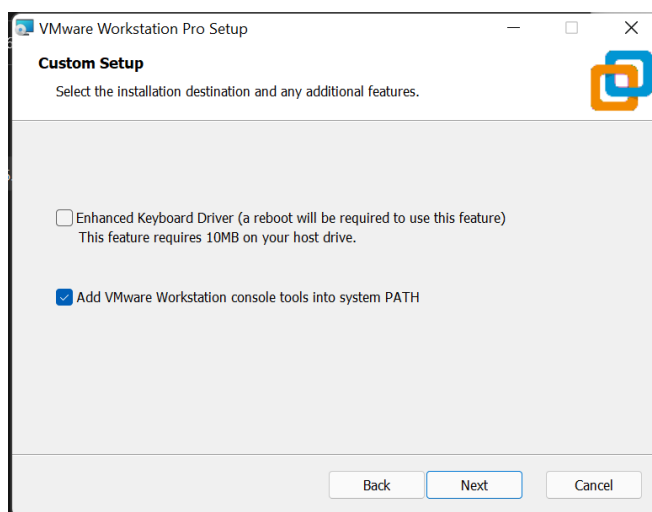 VMware Workstation Pro Setup
Custom Setup
Select the installation destination and any additional features.
Enhanced Keyboard Driver (a reboot will be required to use this feature)
This feature requires 10MB on your host drive.
Add VMware Workstation console tools into system PATH
Back Next Cancel